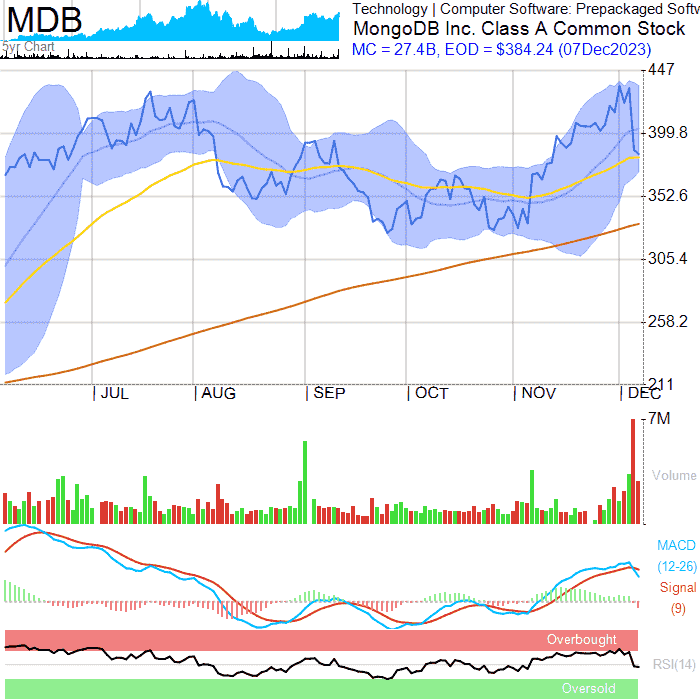 MDB
5yr Chart
Technology | Computer Software: Prepackaged Softw
MongoDB Inc. Class A Common Stock
MC = 27.4B, EOD = $384.24 (07Dec2023)
447
399.8
352.6
305.4
258.2
211
JUL AUG SEP OCT NOV DEC
7M
Volume
MACD
(12-26)
Signal
(9)
Overbought
RSI(14)
Oversold